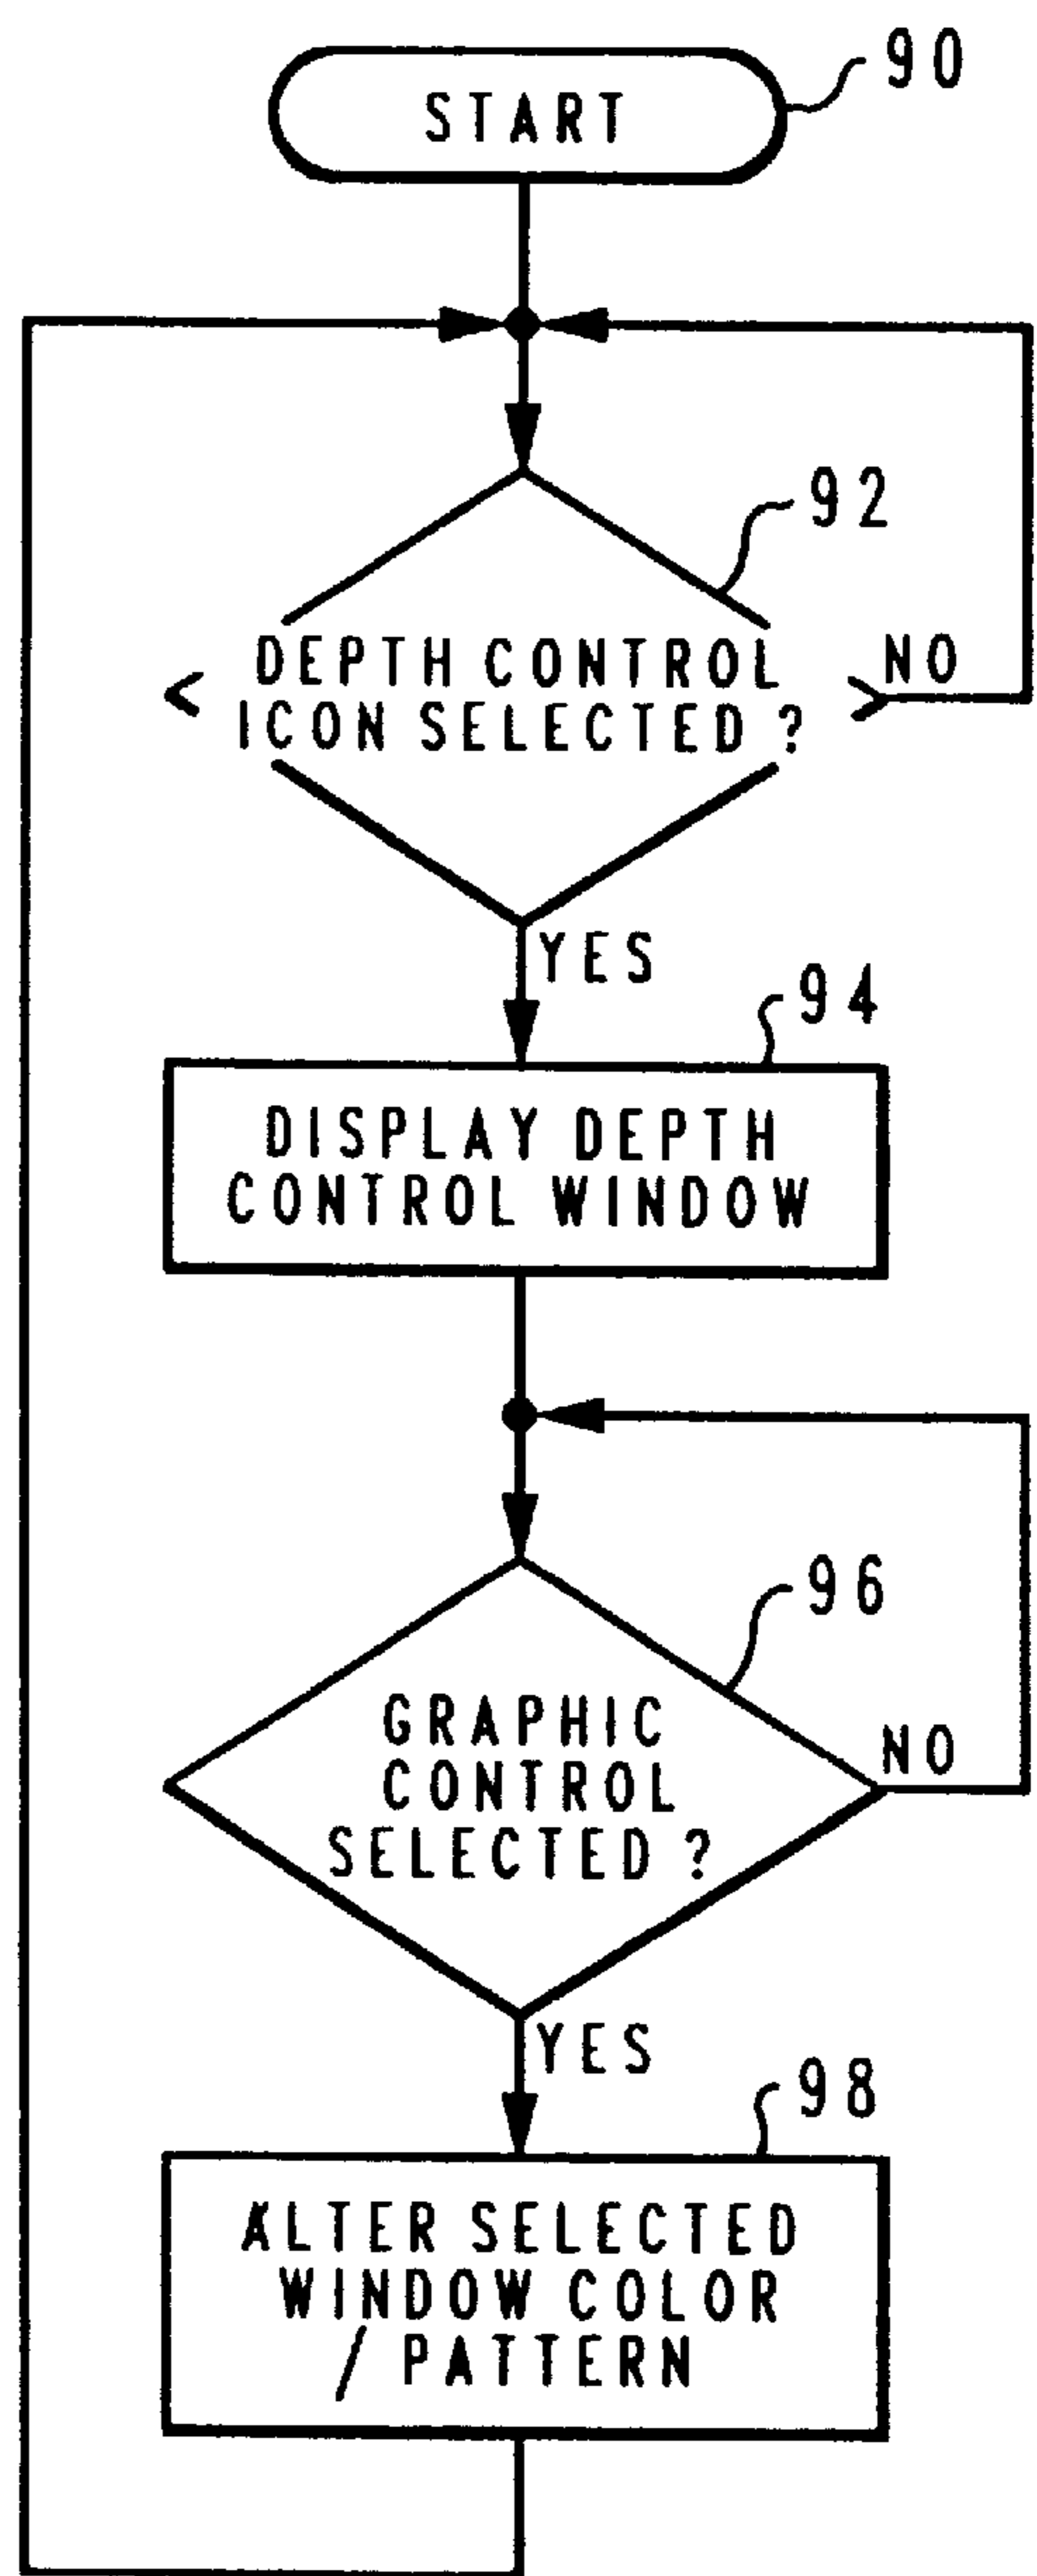 START
90
92
DEPTH CONTROL
ICON SELECTED ?
NO
YES
94
DISPLAY DEPTH
CONTROL WINDOW
96
GRAPHIC
CONTROL
SELECTED ?
NO
YES
98
ALTER SELECTED
WINDOW COLOR
/ PATTERN